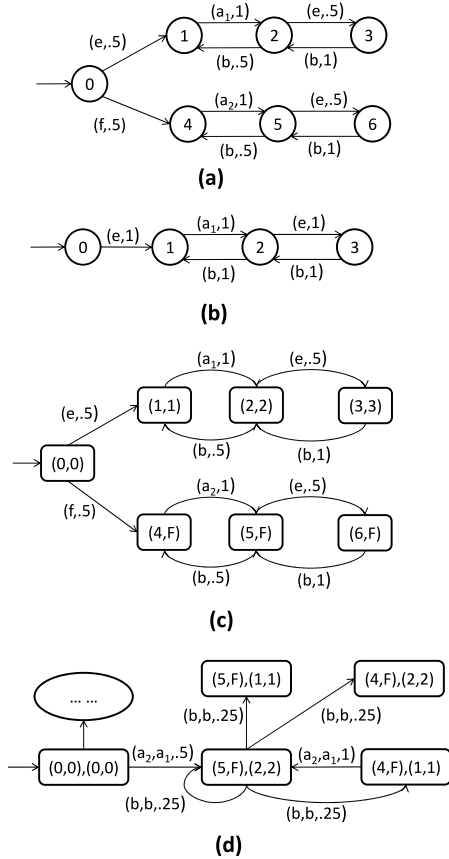 (a₁,1) (e,.5)
(e,.5) 1 2 3
(b,.5) (b,1)
0
(a₂,1) (e,.5)
(f,.5) 4 5 6
(b,.5) (b,1)
(a)
(a₁,1) (e,1)
0 (e,1) 1 2 3
(b,1) (b,1)
(b)
(a₁,1) (e,.5)
(e,.5) (1,1) (2,2) (3,3)
(b,.5) (b,1)
(0,0)
(a₂,1) (e,.5)
(f,.5) (4,F) (5,F) (6,F)
(b,.5) (b,1)
(c)
... ... (5,F),(1,1) (4,F),(2,2)
(b,b,.25) (b,b,.25)
(0,0),(0,0) (a₂,a₁,.5) (5,F),(2,2) (a₂,a₁,1) (4,F),(1,1)
(b,b,.25) (b,b,.25)
(d)